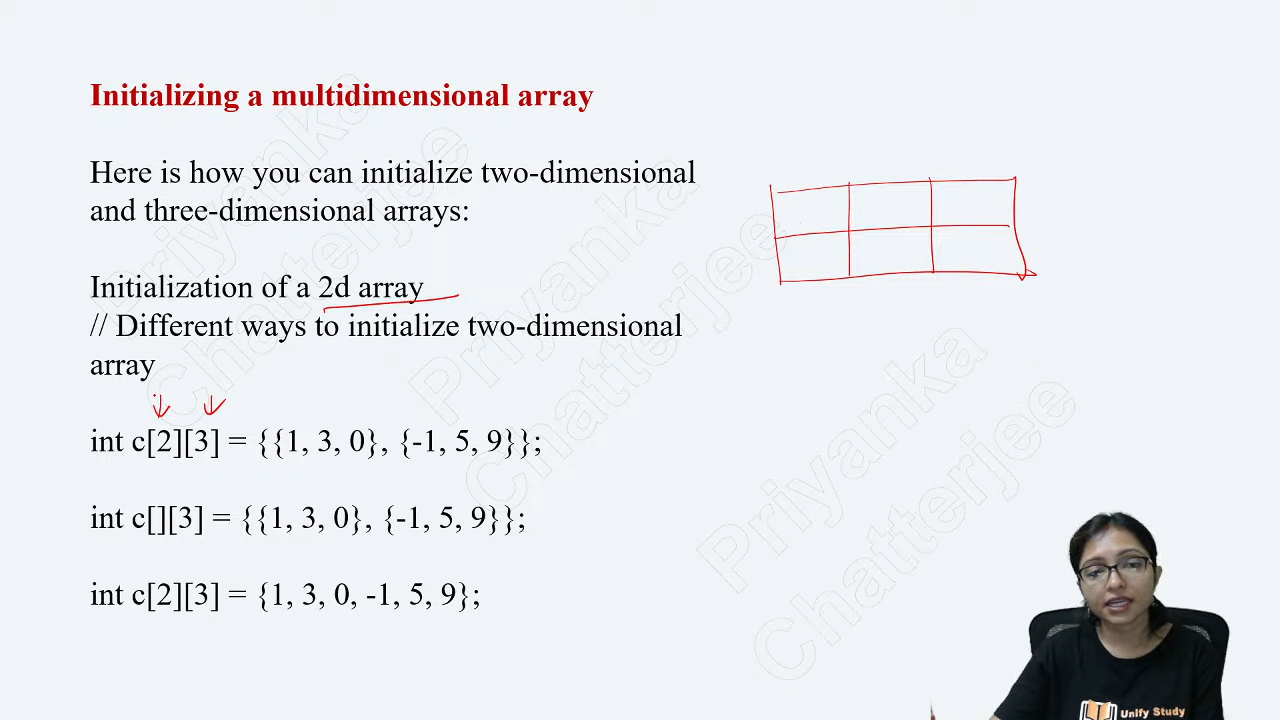 Initializing a multidimensional array
Here is how you can initialize two-dimensional
and three-dimensional arrays:
Initialization of a 2d array
// Different ways to initialize two-dimensional
array
int c[2][3] = {{1, 3, 0}, {-1, 5, 9}};
int c[][3] = {{1, 3, 0}, {-1, 5, 9}};
int c[2][3] = {1, 3, 0, -1, 5, 9};
Priyanka
Chatterjee
Priyanka
Chatterjee
Priyanka
Chatterjee
Unify Study